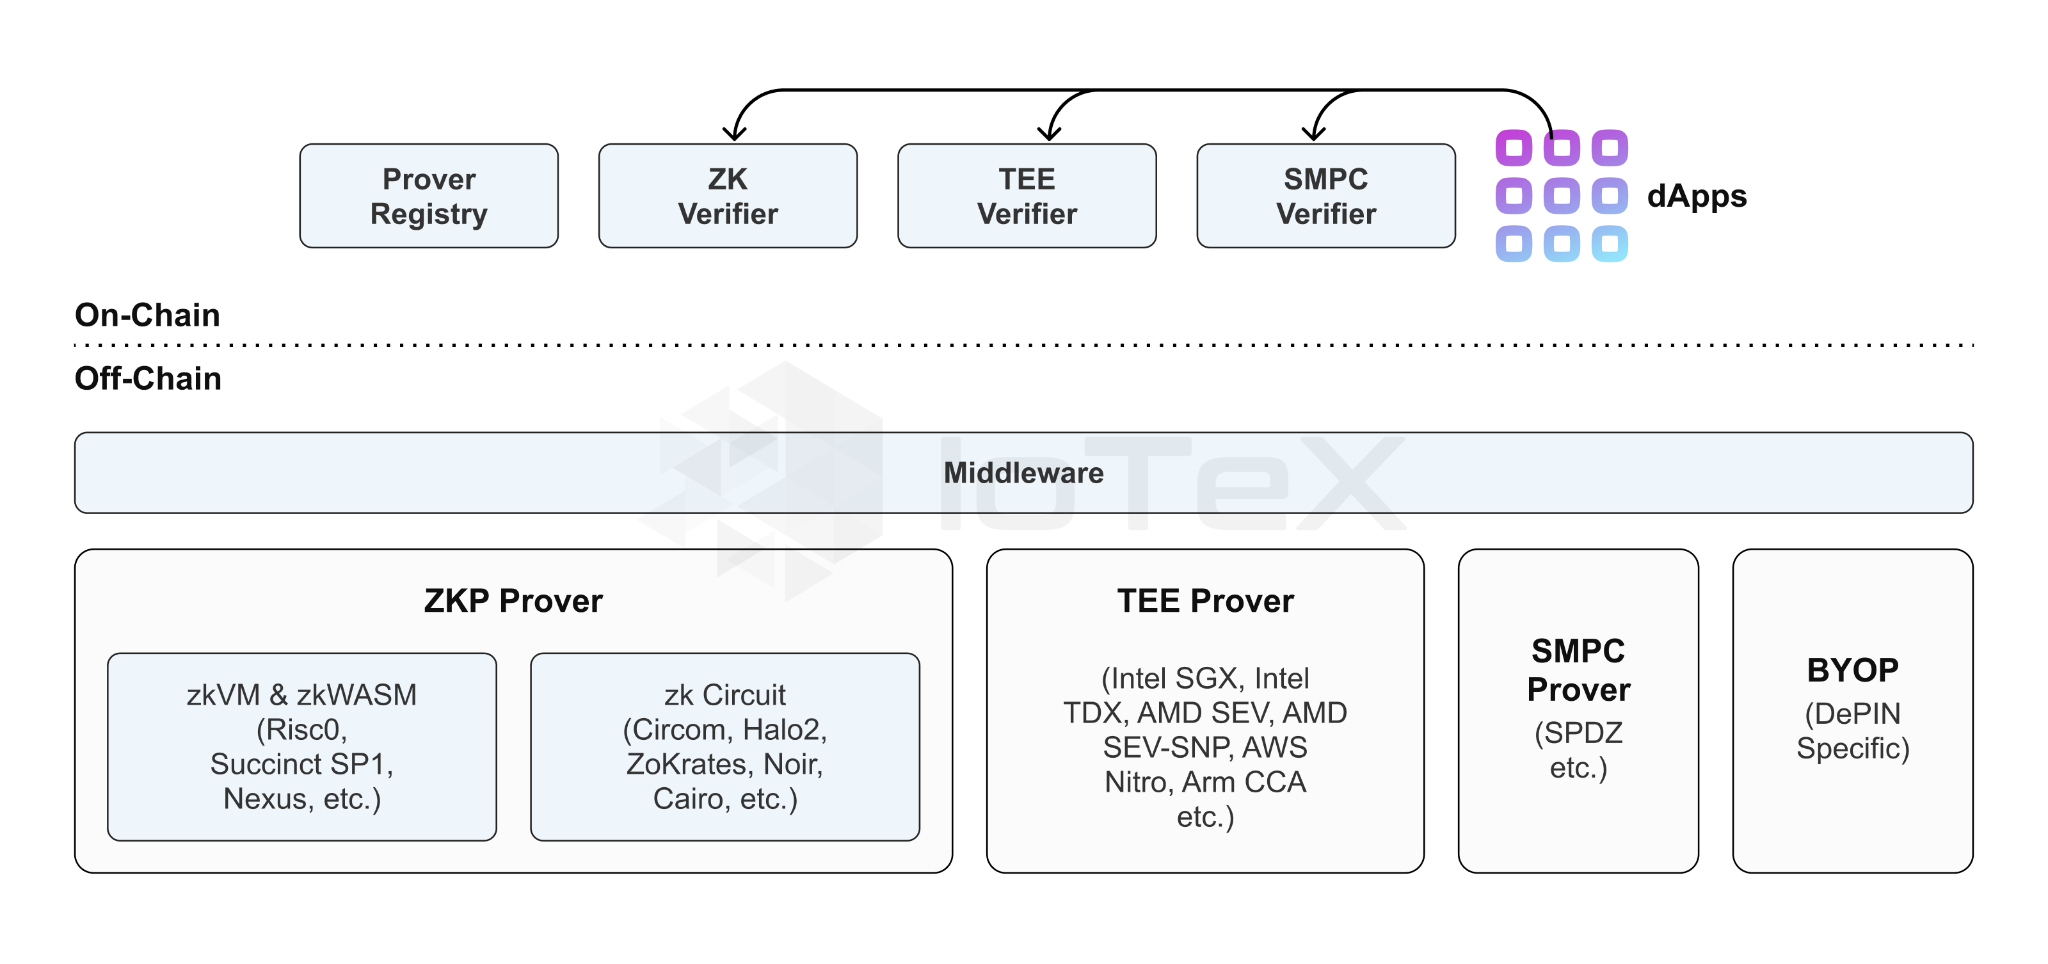 Prover
Registry
ZK
Verifier
TEE
Verifier
SMPC
Verifier
dApps
On-Chain
Off-Chain
IoTeX
Middleware
ZKP Prover
zkVM & zkWASM
(Risc0,
Succinct SP1,
Nexus, etc.)
zk Circuit
(Circom, Halo2,
ZoKrates, Noir,
Cairo, etc.)
TEE Prover
(Intel SGX, Intel
TDX, AMD SEV, AMD
SEV-SNP, AWS
Nitro, Arm CCA
etc.)
SMPC
Prover
(SPDZ
etc.)
BYOP
(DePIN
Specific)